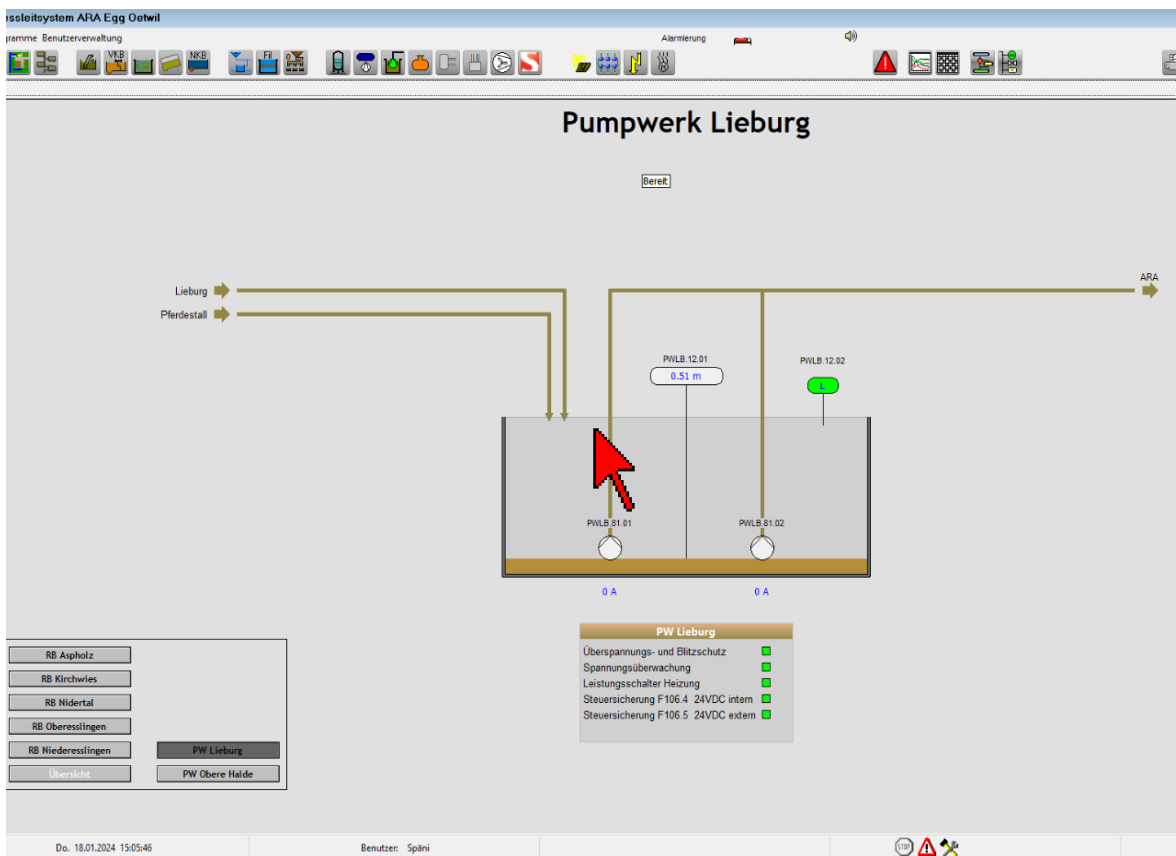 essleitsystem ARA Egg Oetwil
gramme Benutzerverwaltung
Alarmierung
VKB
NKB
Fil
Pumpwerk Lieburg
Bereit
Lieburg
Pferdestall
ARA
PWLB.12.01
0.51 m
PWLB.12.02
L
PWLB.81.01
PWLB.81.02
0 A
0 A
PW Lieburg
Überspannungs- und Blitzschutz
Spannungsüberwachung
Leistungsschalter Heizung
Steuersicherung F106.4 24VDC intern
Steuersicherung F106.5 24VDC extern
RB Aspholz
RB Kirchwies
RB Nidertal
RB Oberesslingen
RB Niederesslingen
PW Lieburg
Übersicht
PW Obere Halde
Do. 18.01.2024 15:05:46
Benutzer: Späni
STOP